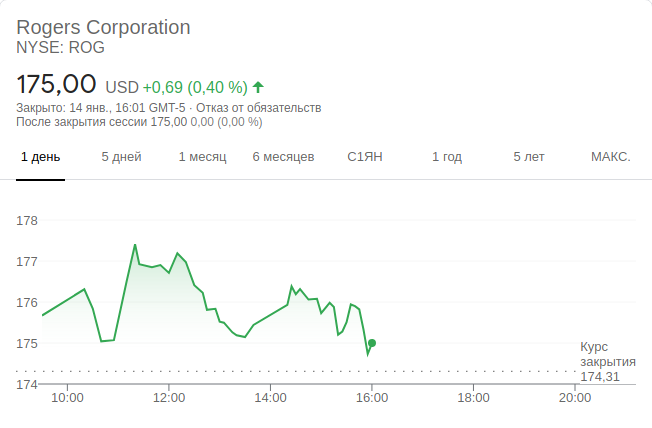 Rogers Corporation
NYSE: ROG
175,00 USD +0,69 (0,40 %)
Закрыто: 14 янв., 16:01 GMT-5 · Отказ от обязательств
После закрытия сессии 175,00 0,00 (0,00 %)
1 день 5 дней 1 месяц 6 месяцев С1ЯН 1 год 5 лет МАКС.
178
177
176
175
Курс
закрытия
174,31
174
10:00 12:00 14:00 16:00 18:00 20:00